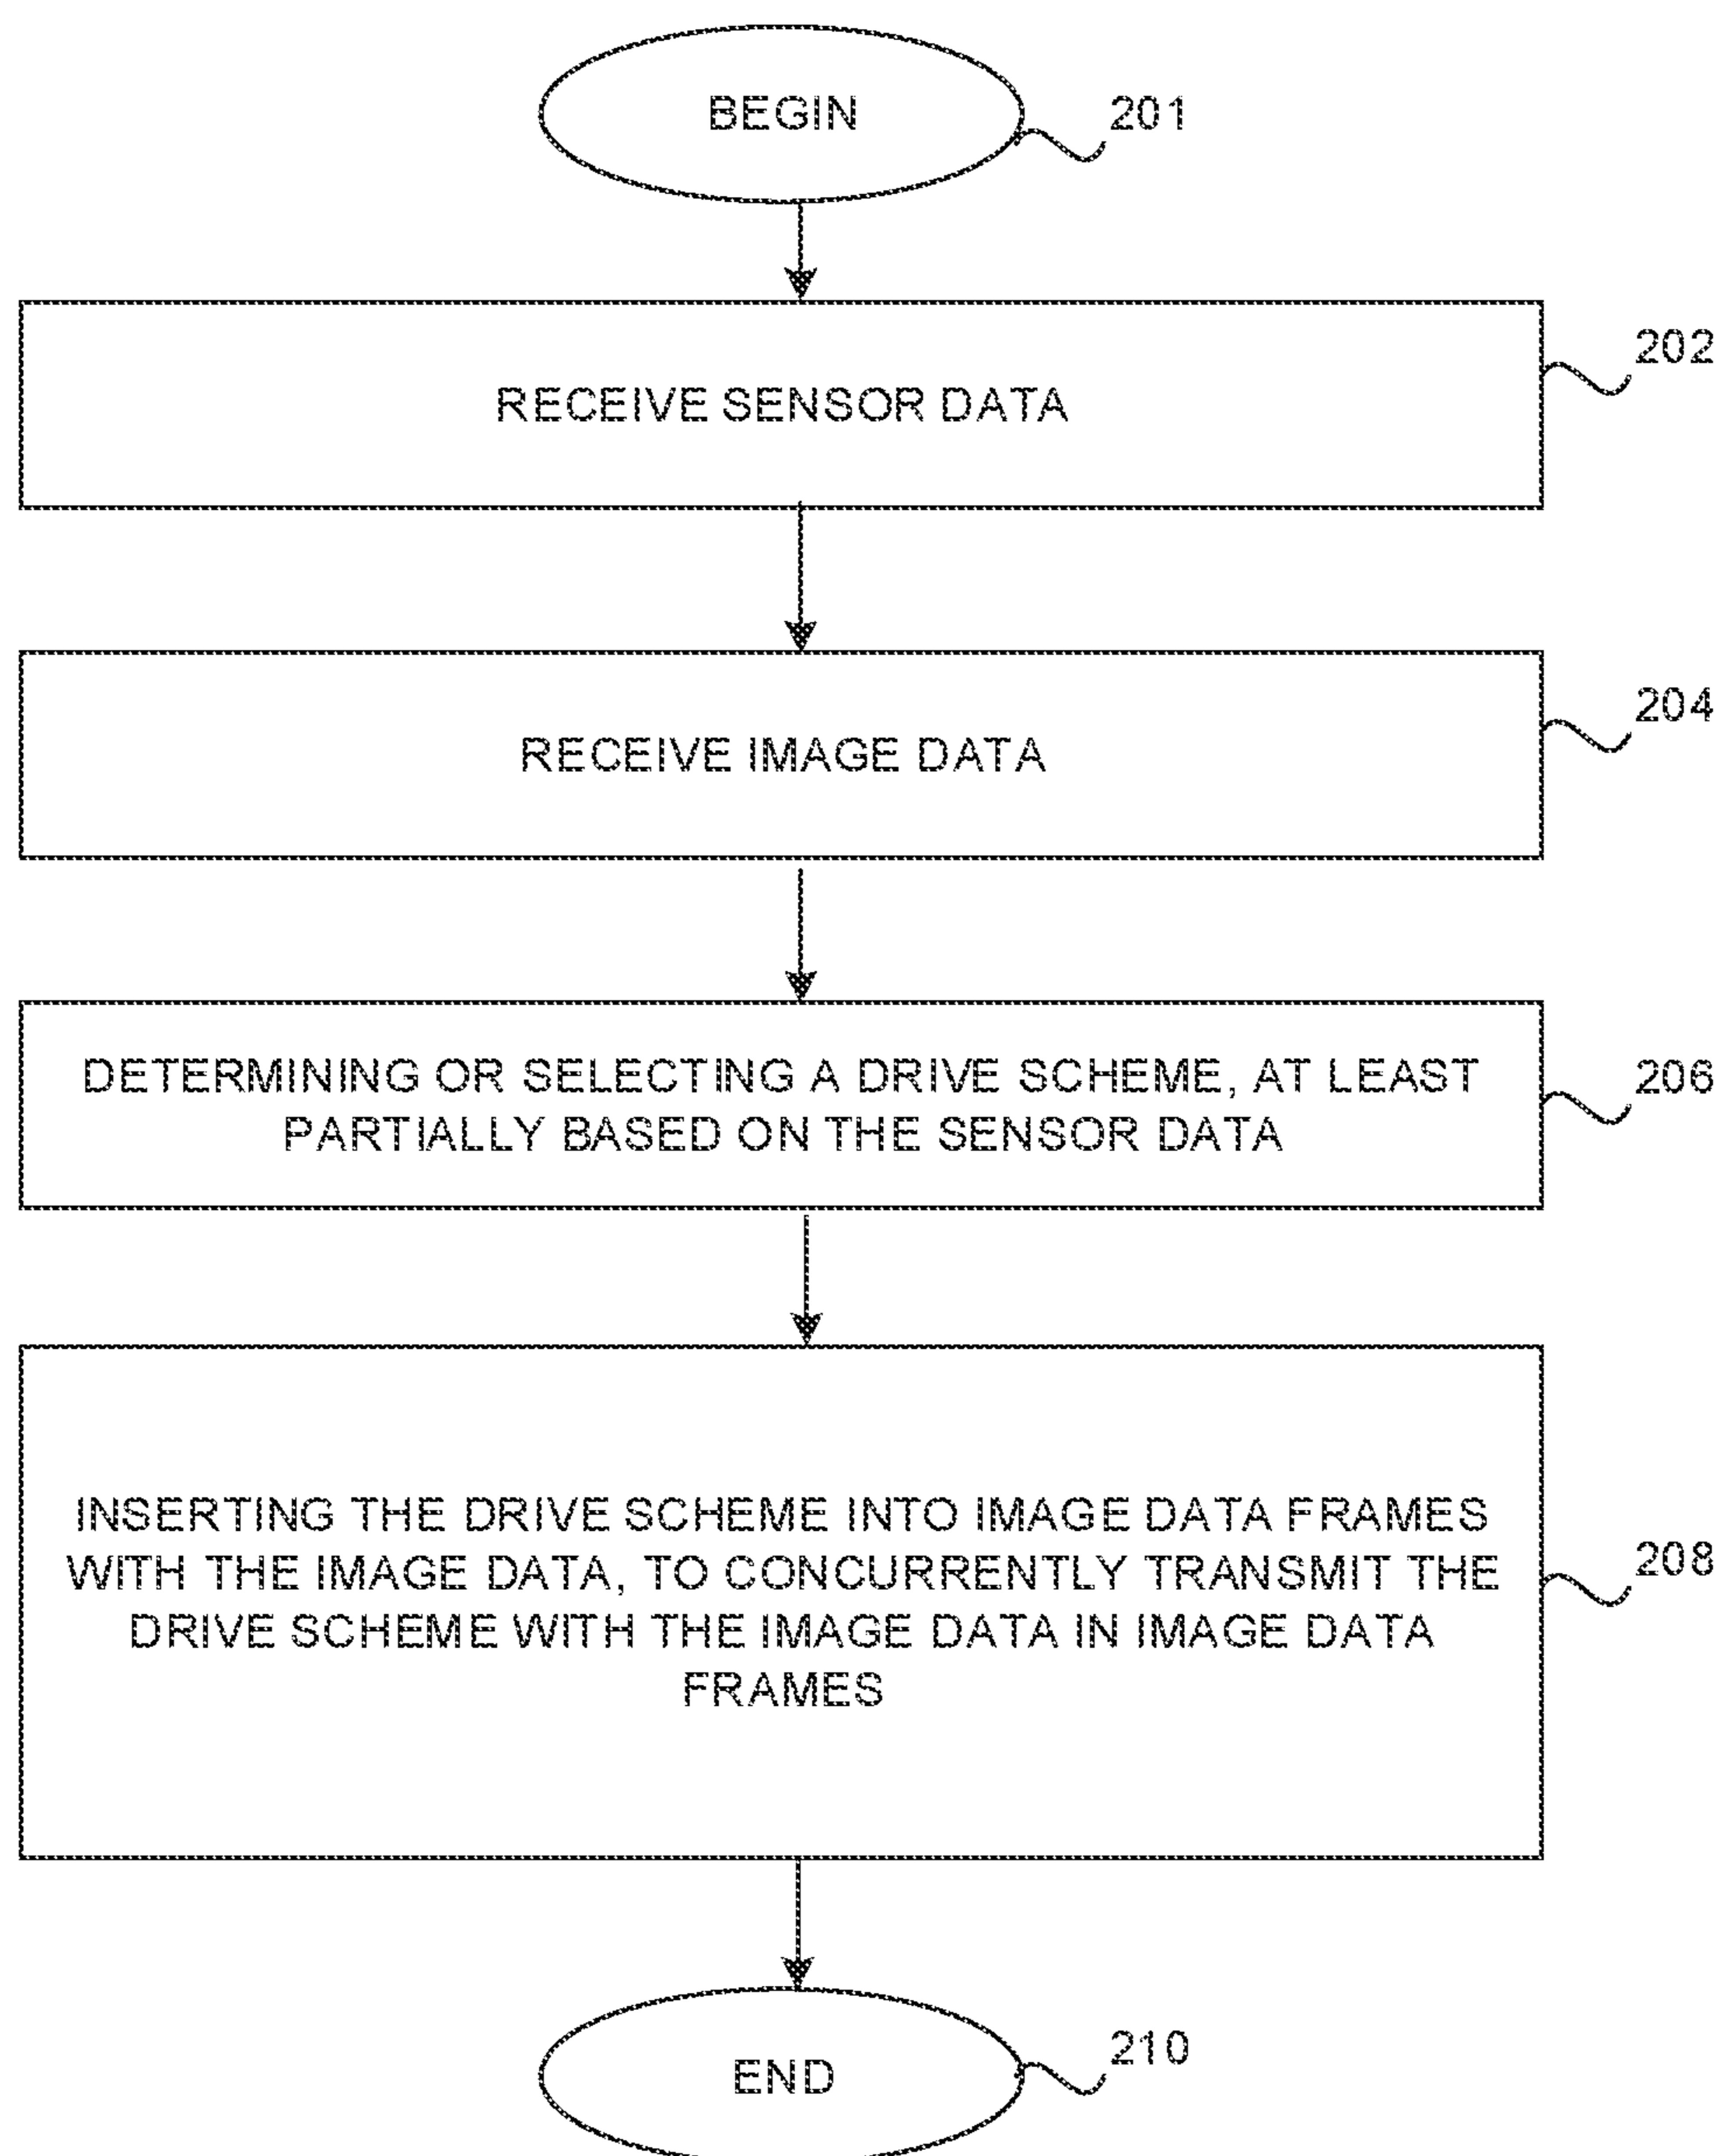 BEGIN
201
202
RECEIVE SENSOR DATA
204
RECEIVE IMAGE DATA
206
DETERMINING OR SELECTING A DRIVE SCHEME, AT LEAST
PARTIALLY BASED ON THE SENSOR DATA
INSERTING THE DRIVE SCHEME INTO IMAGE DATA FRAMES
208
WITH THE IMAGE DATA, TO CONCURRENTLY TRANSMIT THE
DRIVE SCHEME WITH THE IMAGE DATA IN IMAGE DATA
FRAMES
210
END